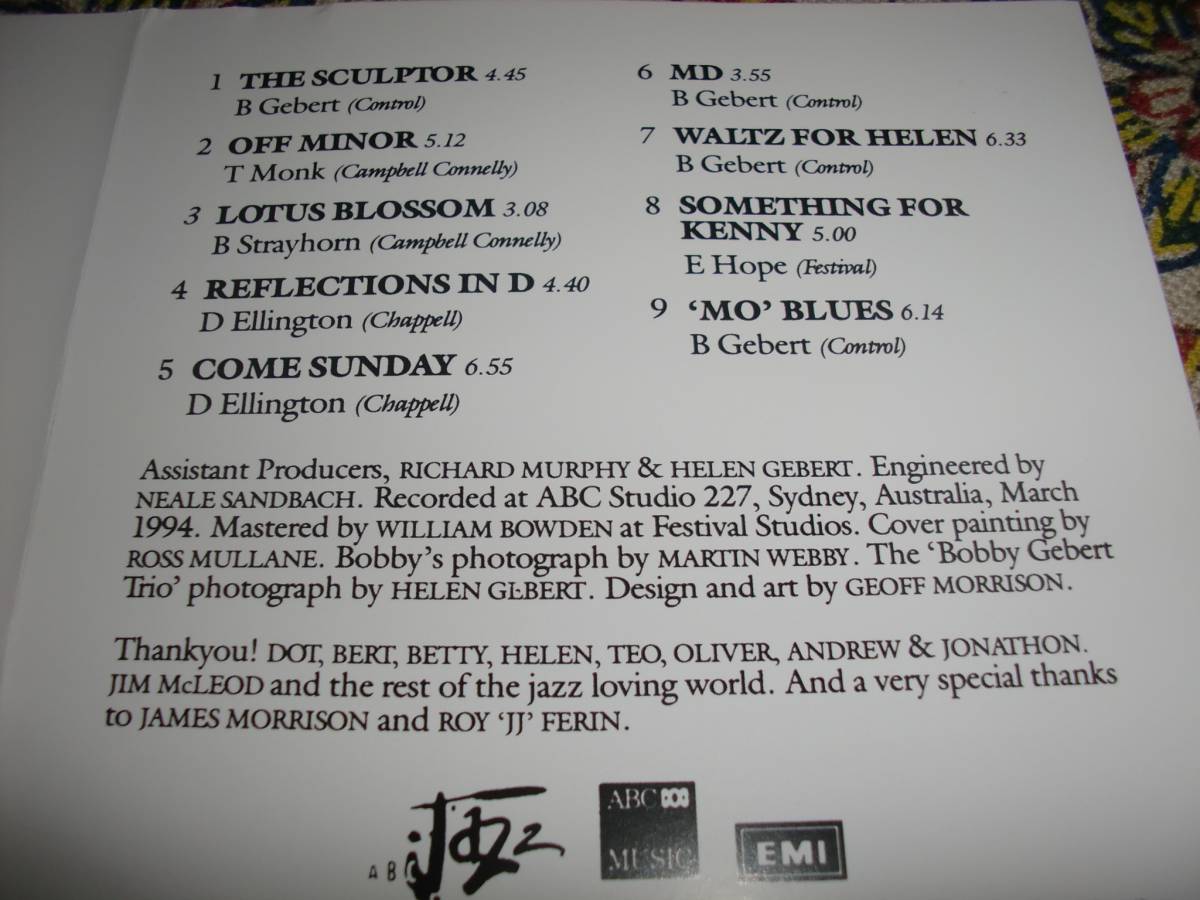 1 THE SCULPTOR 4.45
B Gebert (Control)
2 OFF MINOR 5.12
T Monk (Campbell Connelly)
3 LOTUS BLOSSOM 3.08
B Strayhorn (Campbell Connelly)
4 REFLECTIONS IN D 4.40
D Ellington (Chappell)
5 COME SUNDAY 6.55
D Ellington (Chappell)
6 MD 3.55
B Gebert (Control)
7 WALTZ FOR HELEN 6.33
B Gebert (Control)
8 SOMETHING FOR
KENNY 5.00
E Hope (Festival)
9 ‘MO’ BLUES 6.14
B Gebert (Control)
Assistant Producers, RICHARD MURPHY & HELEN GEBERT. Engineered by
NEALE SANDBACH. Recorded at ABC Studio 227, Sydney, Australia, March
1994. Mastered by WILLIAM BOWDEN at Festival Studios. Cover painting by
ROSS MULLANE. Bobby’s photograph by MARTIN WEBBY. The ‘Bobby Gebert
Trio’ photograph by HELEN GEBERT. Design and art by GEOFF MORRISON.
Thankyou! DOT, BERT, BETTY, HELEN, TEO, OLIVER, ANDREW & JONATHON.
JIM McLEOD and the rest of the jazz loving world. And a very special thanks
to JAMES MORRISON and ROY ‘JJ’ FERIN.
ABC Jazz
ABC
MUSIC
EMI